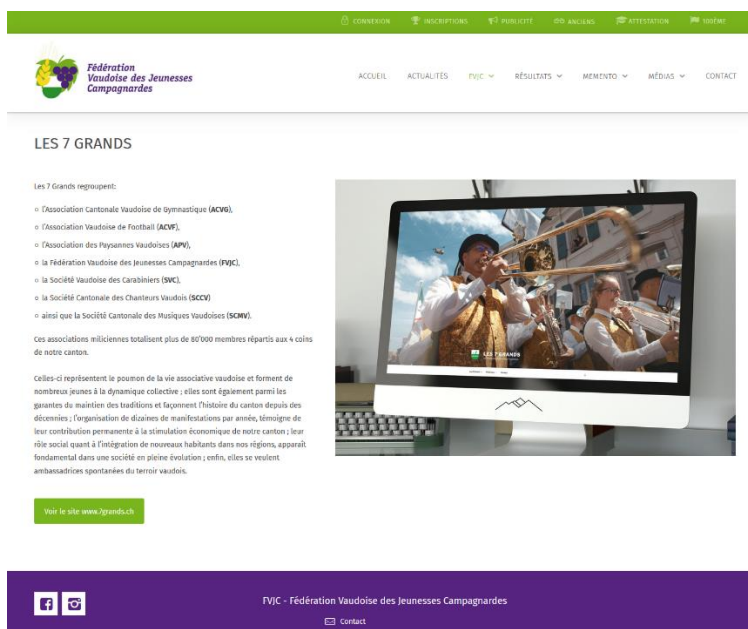 CONNEXION INSCRIPTIONS PUBLICITÉ ANCIENS ATTESTATION 100ÈME
Fédération
Vaudoise des Jeunesses
Campagnardes
ACCUEIL ACTUALITÉS FVJC RÉSULTATS MEMENTO MÉDIAS CONTACT
LES 7 GRANDS
Les 7 Grands regroupent:
l'Association Cantonale Vaudoise de Gymnastique (ACVG),
l'Association Vaudoise de Football (ACVF),
l'Association des Paysannes Vaudoises (APV),
la Fédération Vaudoise des Jeunesses Campagnardes (FVJC),
la Société Vaudoise des Carabiniers (SVC),
la Société Cantonale des Chanteurs Vaudois (SCCV)
ainsi que la Société Cantonale des Musiques Vaudoises (SCMV).
Ces associations miliciennes totalisent plus de 80'000 membres répartis aux 4 coins
de notre canton.
Celles-ci représentent le poumon de la vie associative vaudoise et forment de
nombreux jeunes à la dynamique collective ; elles sont également parmi les
garantes du maintien des traditions et façonnent l'histoire du canton depuis des
décennies ; l'organisation de dizaines de manifestations par année, témoigne de
leur contribution permanente à la stimulation économique de notre canton ; leur
rôle social quant à l'intégration de nouveaux habitants dans nos régions, apparaît
fondamental dans une société en pleine évolution ; enfin, elles se veulent
ambassadrices spontanées du terroir vaudois.
LES 7 GRANDS
Voir le site www.7grands.ch
FVJC - Fédération Vaudoise des Jeunesses Campagnardes
Contact